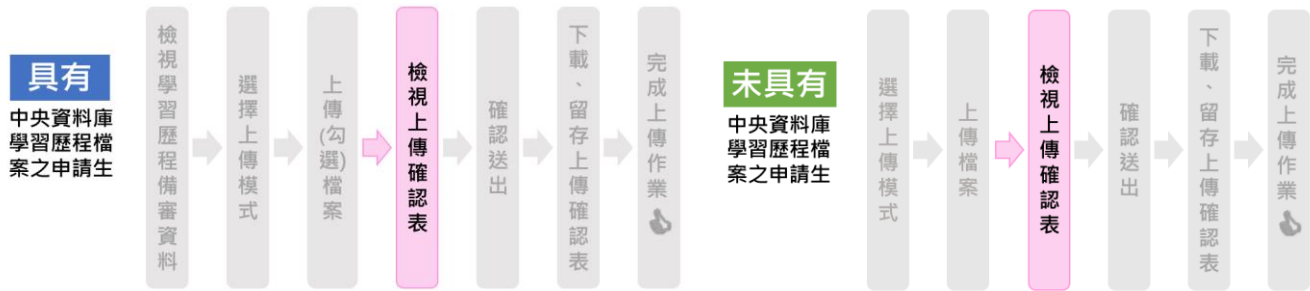 具有
中央資料庫
學習歷程檔
案之申請生
檢視學習歷程備審資料
選擇上傳模式
上傳(勾選)檔案
檢視上傳確認表
確認送出
下載、留存上傳確認表
完成上傳作業
未具有
中央資料庫
學習歷程檔
案之申請生
選擇上傳模式
上傳檔案
檢視上傳確認表
確認送出
下載、留存上傳確認表
完成上傳作業